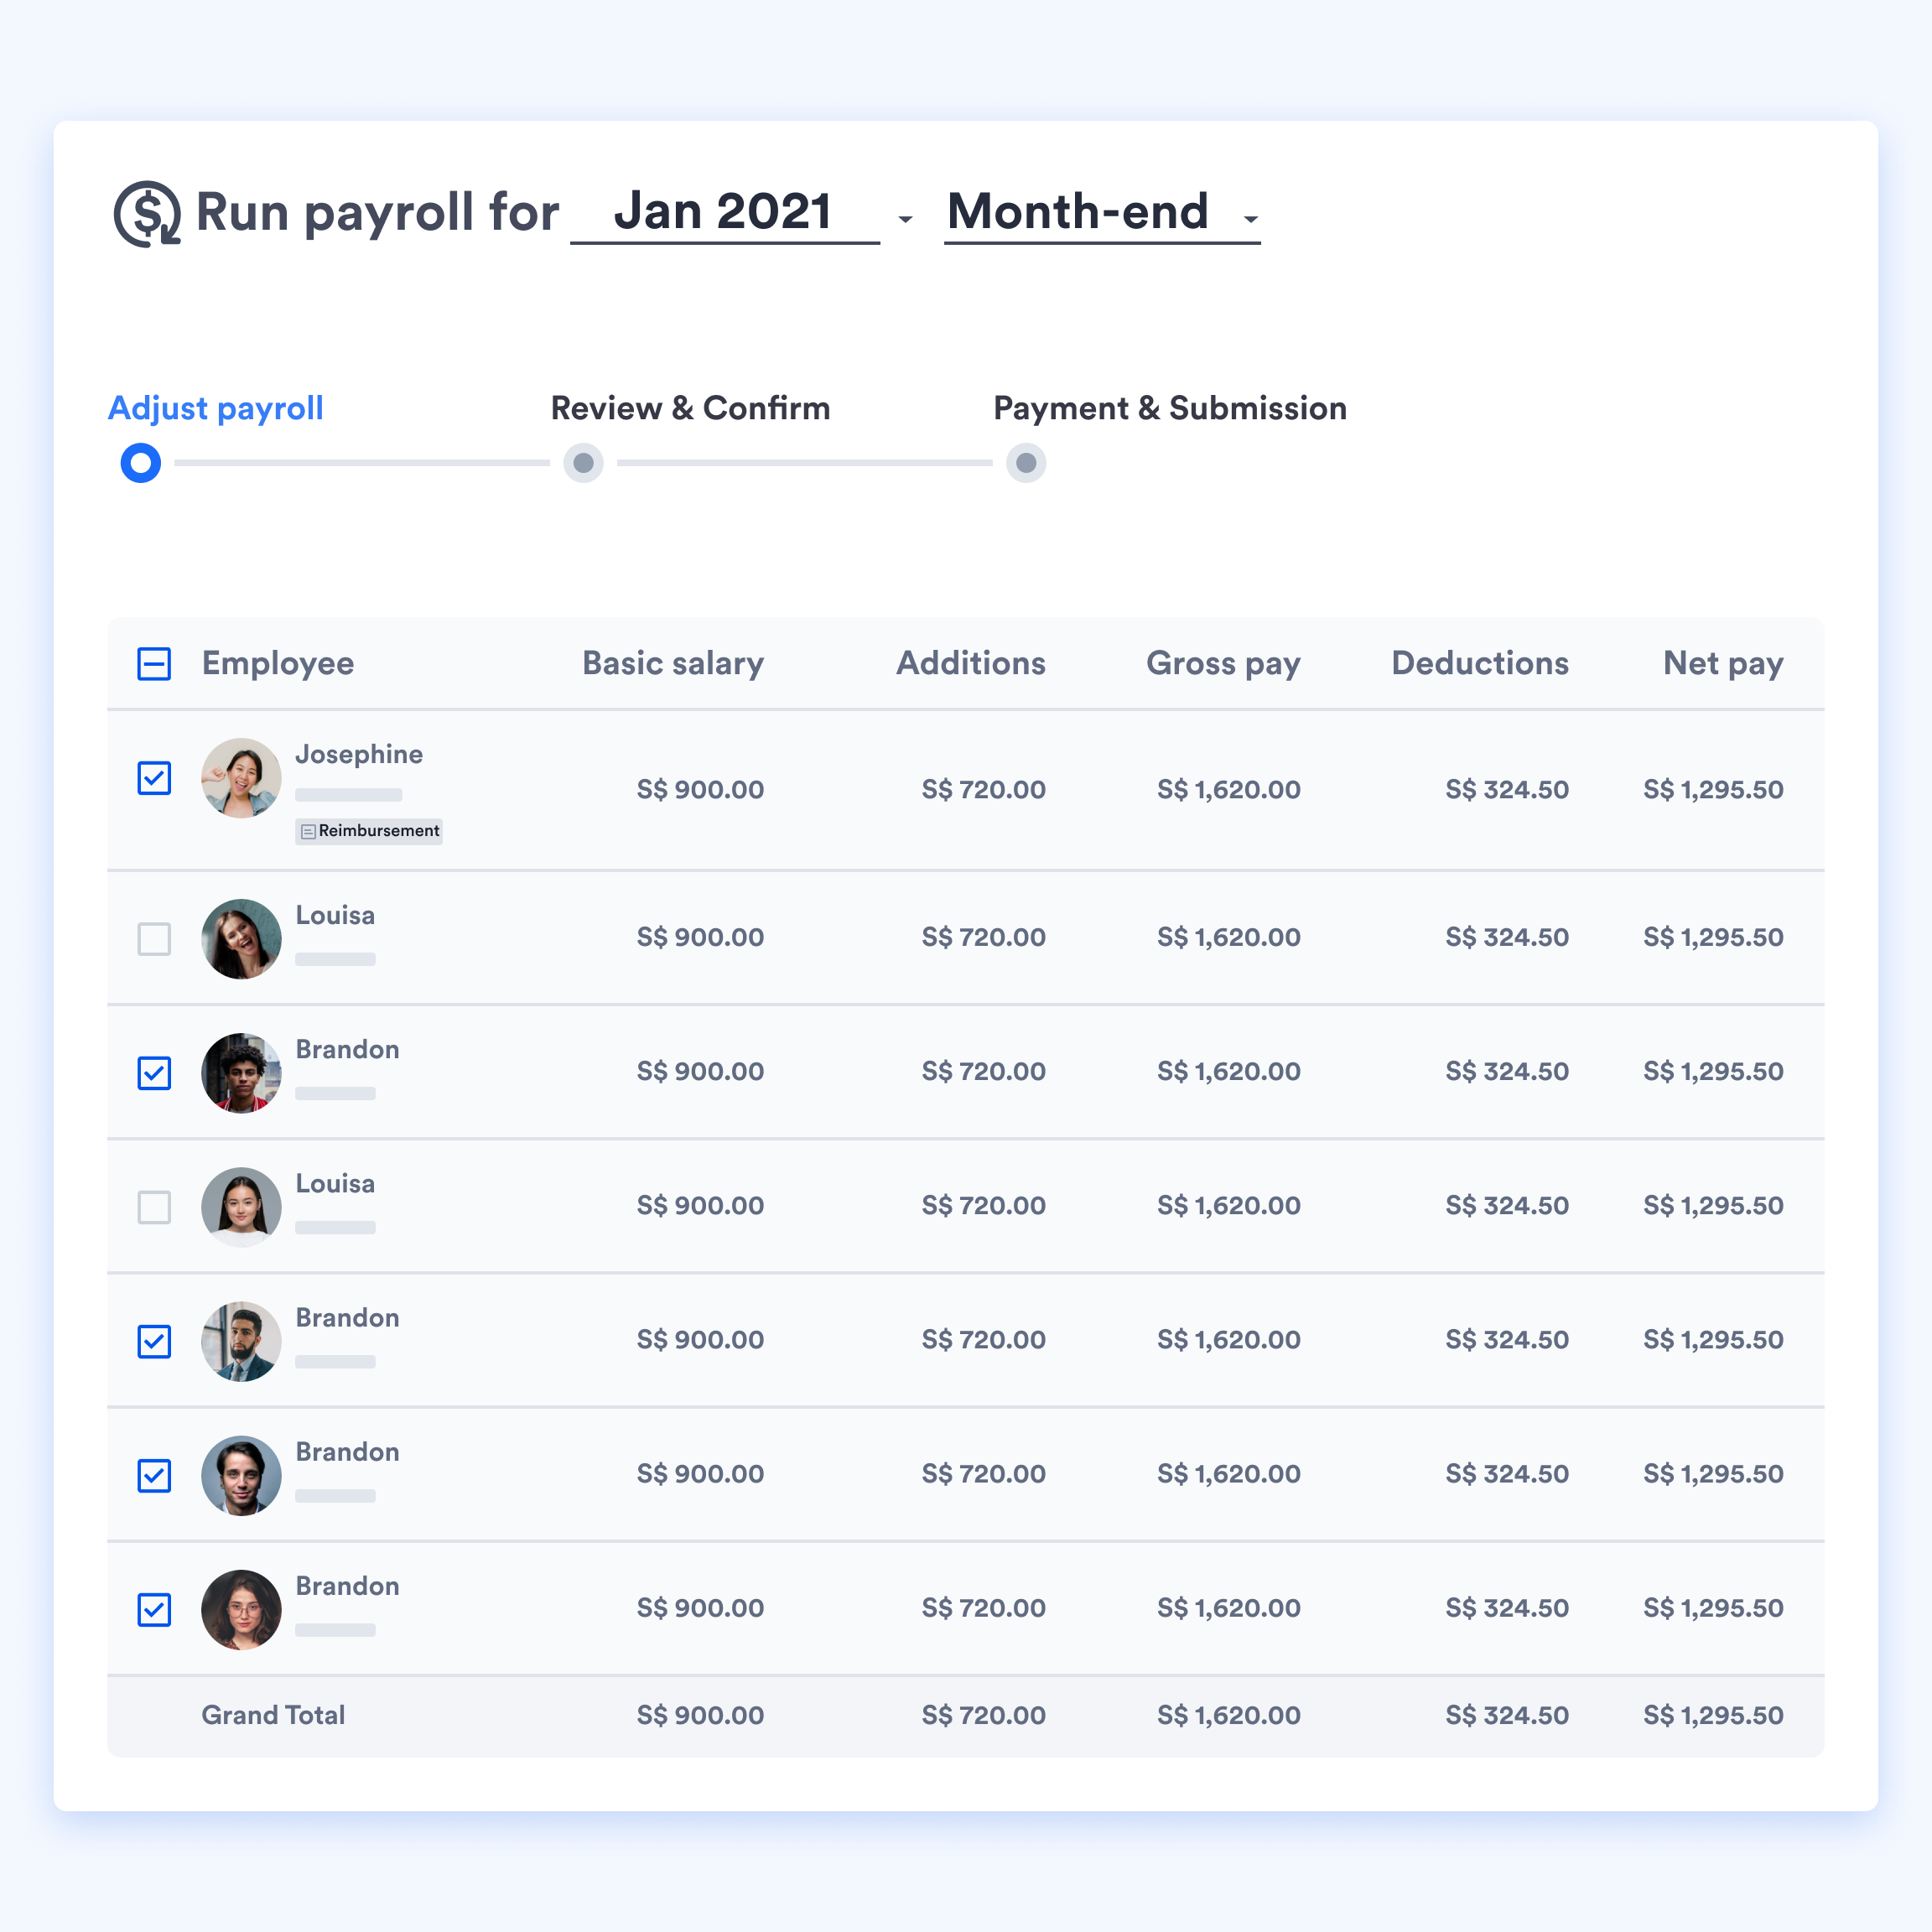 Run payroll for Jan 2021 Month-end
Adjust payroll Review & Confirm Payment & Submission
Employee Basic salary Additions Gross pay Deductions Net pay
Josephine
S$ 900.00 S$ 720.00 S$ 1,620.00 S$ 324.50 S$ 1,295.50
Reimbursement
Louisa
S$ 900.00 S$ 720.00 S$ 1,620.00 S$ 324.50 S$ 1,295.50
Brandon
S$ 900.00 S$ 720.00 S$ 1,620.00 S$ 324.50 S$ 1,295.50
Louisa
S$ 900.00 S$ 720.00 S$ 1,620.00 S$ 324.50 S$ 1,295.50
Brandon
S$ 900.00 S$ 720.00 S$ 1,620.00 S$ 324.50 S$ 1,295.50
Brandon
S$ 900.00 S$ 720.00 S$ 1,620.00 S$ 324.50 S$ 1,295.50
Brandon
S$ 900.00 S$ 720.00 S$ 1,620.00 S$ 324.50 S$ 1,295.50
Grand Total S$ 900.00 S$ 720.00 S$ 1,620.00 S$ 324.50 S$ 1,295.50